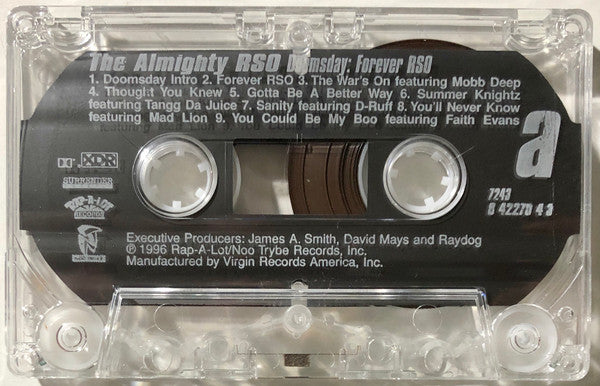 The Almighty RSO Doomsday: Forever RSO
1. Doomsday Intro 2. Forever RSO 3. The War's On featuring Mobb Deep
4. Thought You Knew 5. Gotta Be A Better Way 6. Summer Knightz
featuring Tangg Da Juice 7. Sanity featuring D-Ruff 8. You'll Never Know
featuring Mad Lion 9. You Could Be My Boo featuring Faith Evans
a
XDR
SURRENDER
RAP-A-LOT
RECORDS
7243
8 42270 4 3
Executive Producers: James A. Smith, David Mays and Raydog
℗ 1996 Rap-A-Lot/Noo Trybe Records, Inc.
Manufactured by Virgin Records America, Inc.